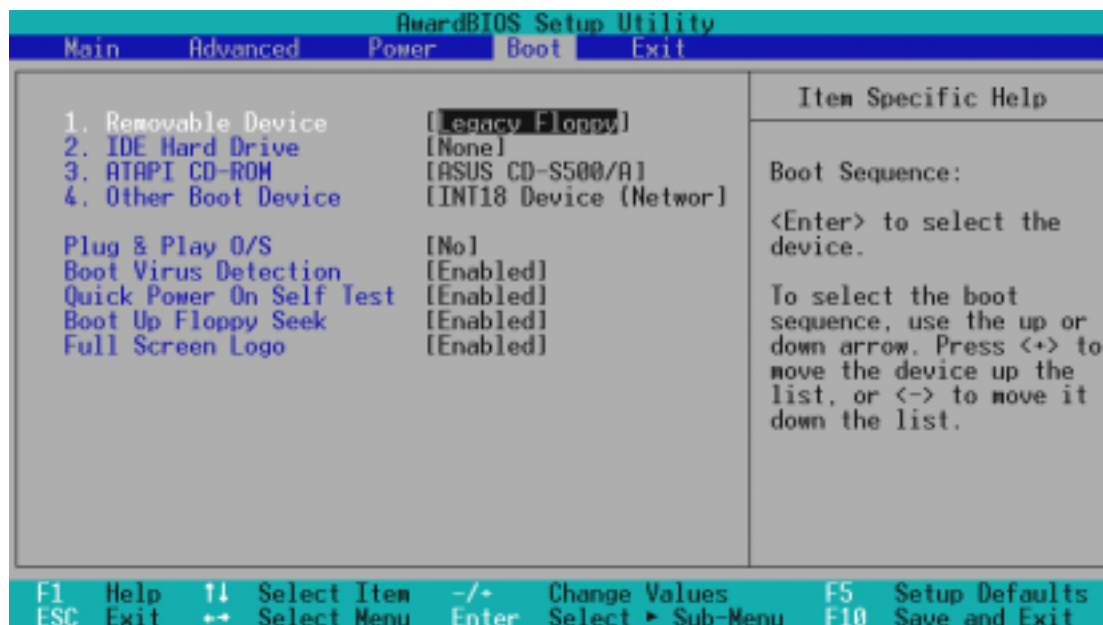 AwardBIOS Setup Utility
Main Advanced Power Boot Exit
1. Removable Device [Legacy Floppy]
2. IDE Hard Drive [None]
3. ATAPI CD-ROM [ASUS CD-S500/A]
4. Other Boot Device [INT18 Device (Networ]
Plug & Play O/S [No]
Boot Virus Detection [Enabled]
Quick Power On Self Test [Enabled]
Boot Up Floppy Seek [Enabled]
Full Screen Logo [Enabled]
Item Specific Help
Boot Sequence:
<Enter> to select the
device.
To select the boot
sequence, use the up or
down arrow. Press <+> to
move the device up the
list, or <-> to move it
down the list.
F1 Help ↑↓ Select Item -/+ Change Values F5 Setup Defaults
ESC Exit ←→ Select Menu Enter Select ► Sub-Menu F10 Save and Exit